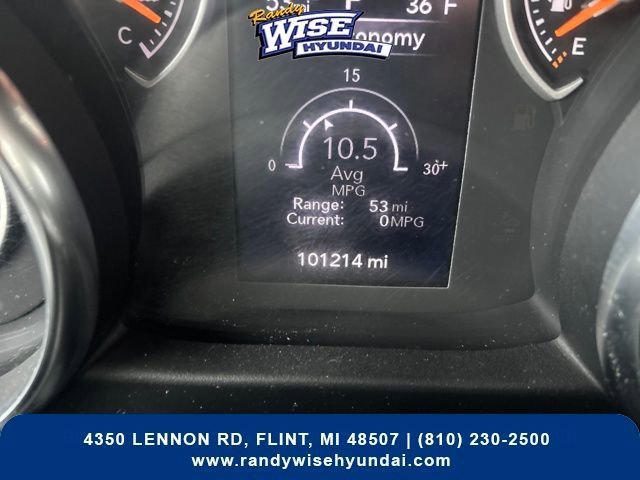 36 F
Randy
WISE
HYUNDAI
onomy
C
E
15
0
10.5
30+
Avg
MPG
Range: 53 mi
Current: 0 MPG
101214 mi
4350 LENNON RD, FLINT, MI 48507 | (810) 230-2500
www.randywisehyundai.com